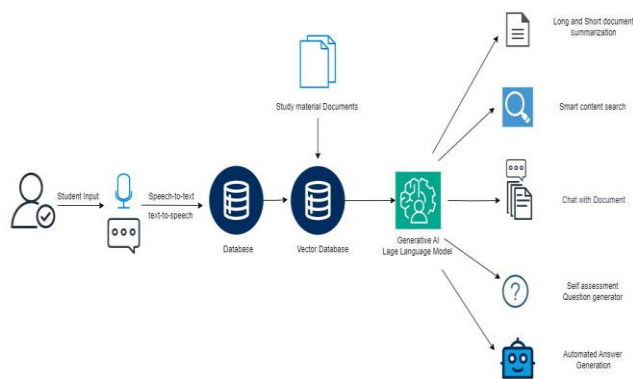 Long and Short document
summarization
Study material Documents
Smart content search
Student Input
Speech-to-text
text-to-speech
Chat with Document
Database
Vector Database
Generative AI
Lage Language Model
Self assessment
Question generator
?
Automated Answer
Generation